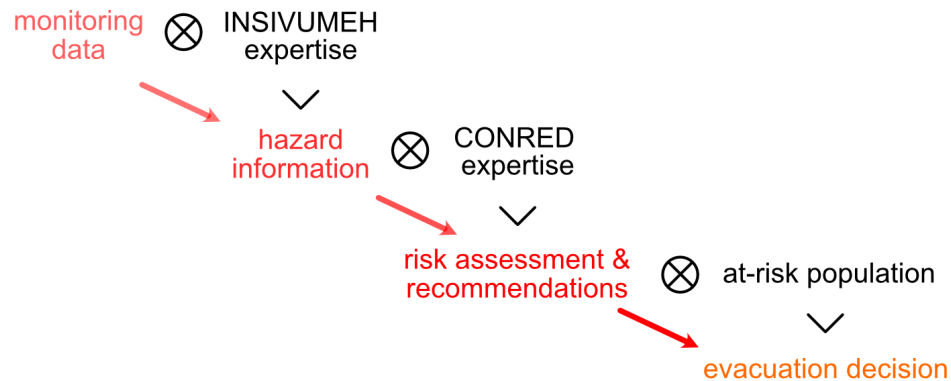 monitoring
data
INSIVUMEH
expertise
hazard
information
CONRED
expertise
risk assessment &
recommendations
at-risk population
evacuation decision